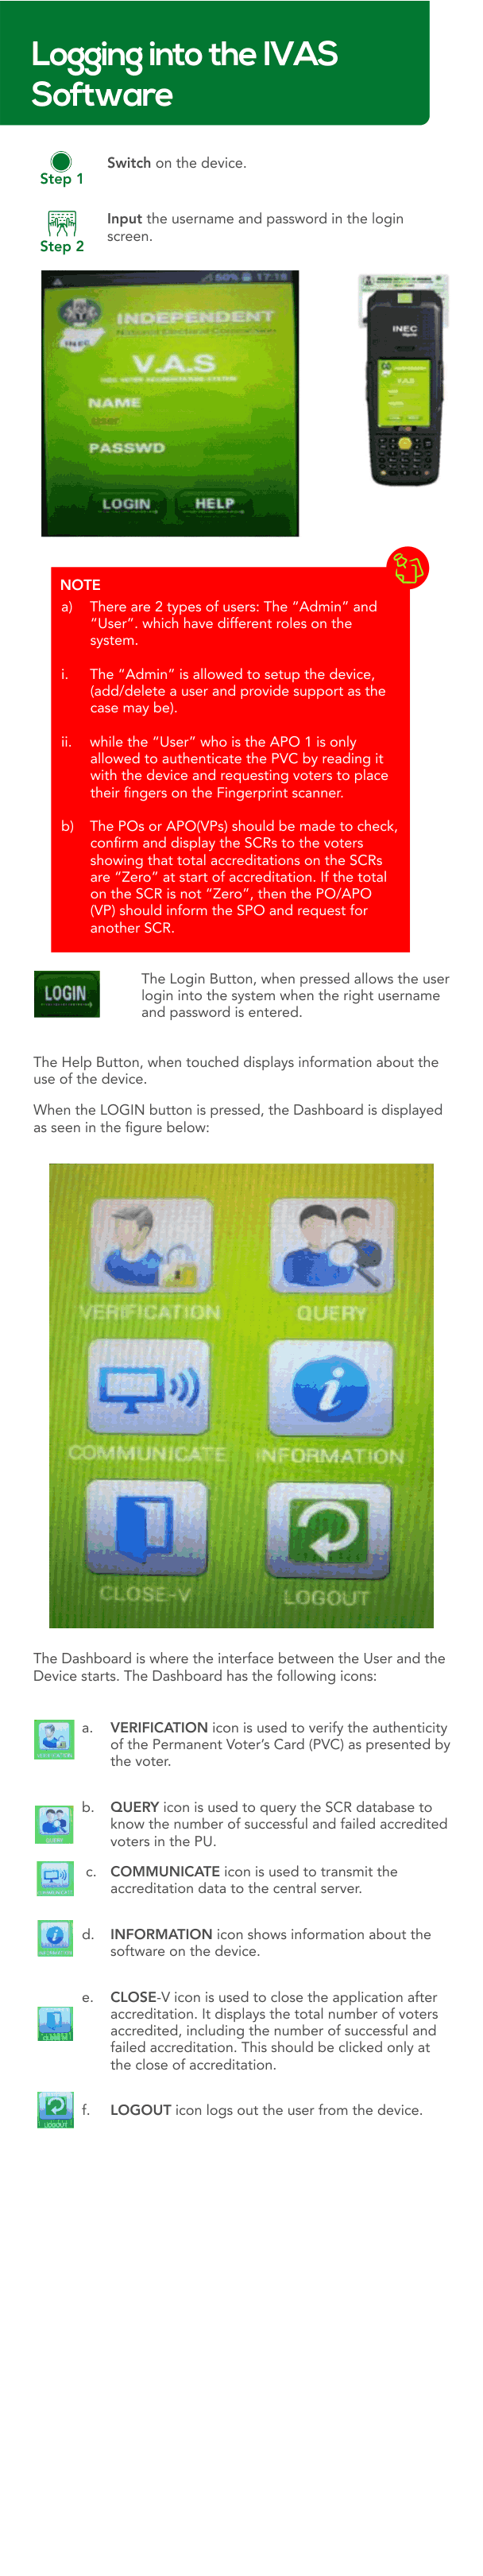 Logging into the IVAS
Software
Switch on the device.
Step 1
Input the username and password in the login
screen.
Step 2
50% 17:18
INDEPENDENT
National Electoral Commission
INEC
V.A.S
NAME
user
PASSWD
LOGIN HELP
INEC
V.A.S
NOTE
a) There are 2 types of users: The “Admin” and
“User”. which have different roles on the
system.
i. The “Admin” is allowed to setup the device,
(add/delete a user and provide support as the
case may be).
ii. while the “User” who is the APO 1 is only
allowed to authenticate the PVC by reading it
with the device and requesting voters to place
their fingers on the Fingerprint scanner.
b) The POs or APO(VPs) should be made to check,
confirm and display the SCRs to the voters
showing that total accreditations on the SCRs
are “Zero” at start of accreditation. If the total
on the SCR is not “Zero”, then the PO/APO
(VP) should inform the SPO and request for
another SCR.
LOGIN
The Login Button, when pressed allows the user
login into the system when the right username
and password is entered.
The Help Button, when touched displays information about the
use of the device.
When the LOGIN button is pressed, the Dashboard is displayed
as seen in the figure below:
VERIFICATION QUERY
COMMUNICATE INFORMATION
CLOSE-V LOGOUT
The Dashboard is where the interface between the User and the
Device starts. The Dashboard has the following icons:
a. VERIFICATION icon is used to verify the authenticity
of the Permanent Voter’s Card (PVC) as presented by
the voter.
b. QUERY icon is used to query the SCR database to
know the number of successful and failed accredited
voters in the PU.
c. COMMUNICATE icon is used to transmit the
accreditation data to the central server.
d. INFORMATION icon shows information about the
software on the device.
e. CLOSE-V icon is used to close the application after
accreditation. It displays the total number of voters
accredited, including the number of successful and
failed accreditation. This should be clicked only at
the close of accreditation.
f. LOGOUT icon logs out the user from the device.